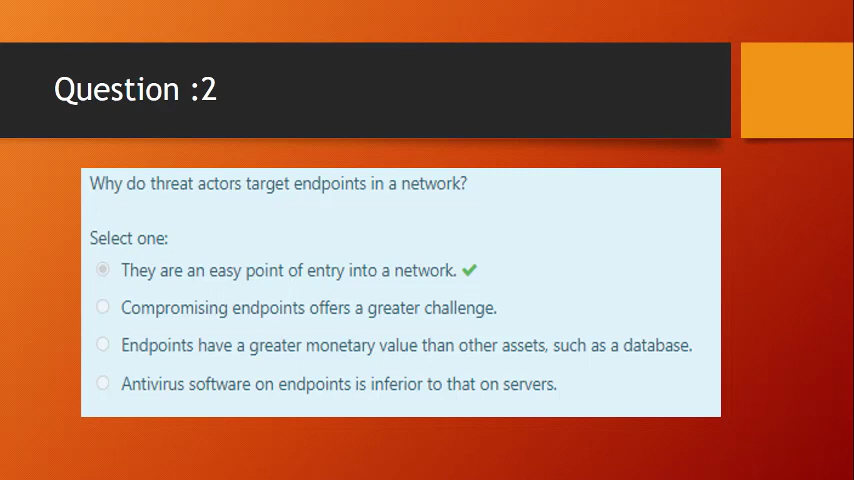 Question :2
Why do threat actors target endpoints in a network?
Select one:
They are an easy point of entry into a network.
Compromising endpoints offers a greater challenge.
Endpoints have a greater monetary value than other assets, such as a database.
Antivirus software on endpoints is inferior to that on servers.